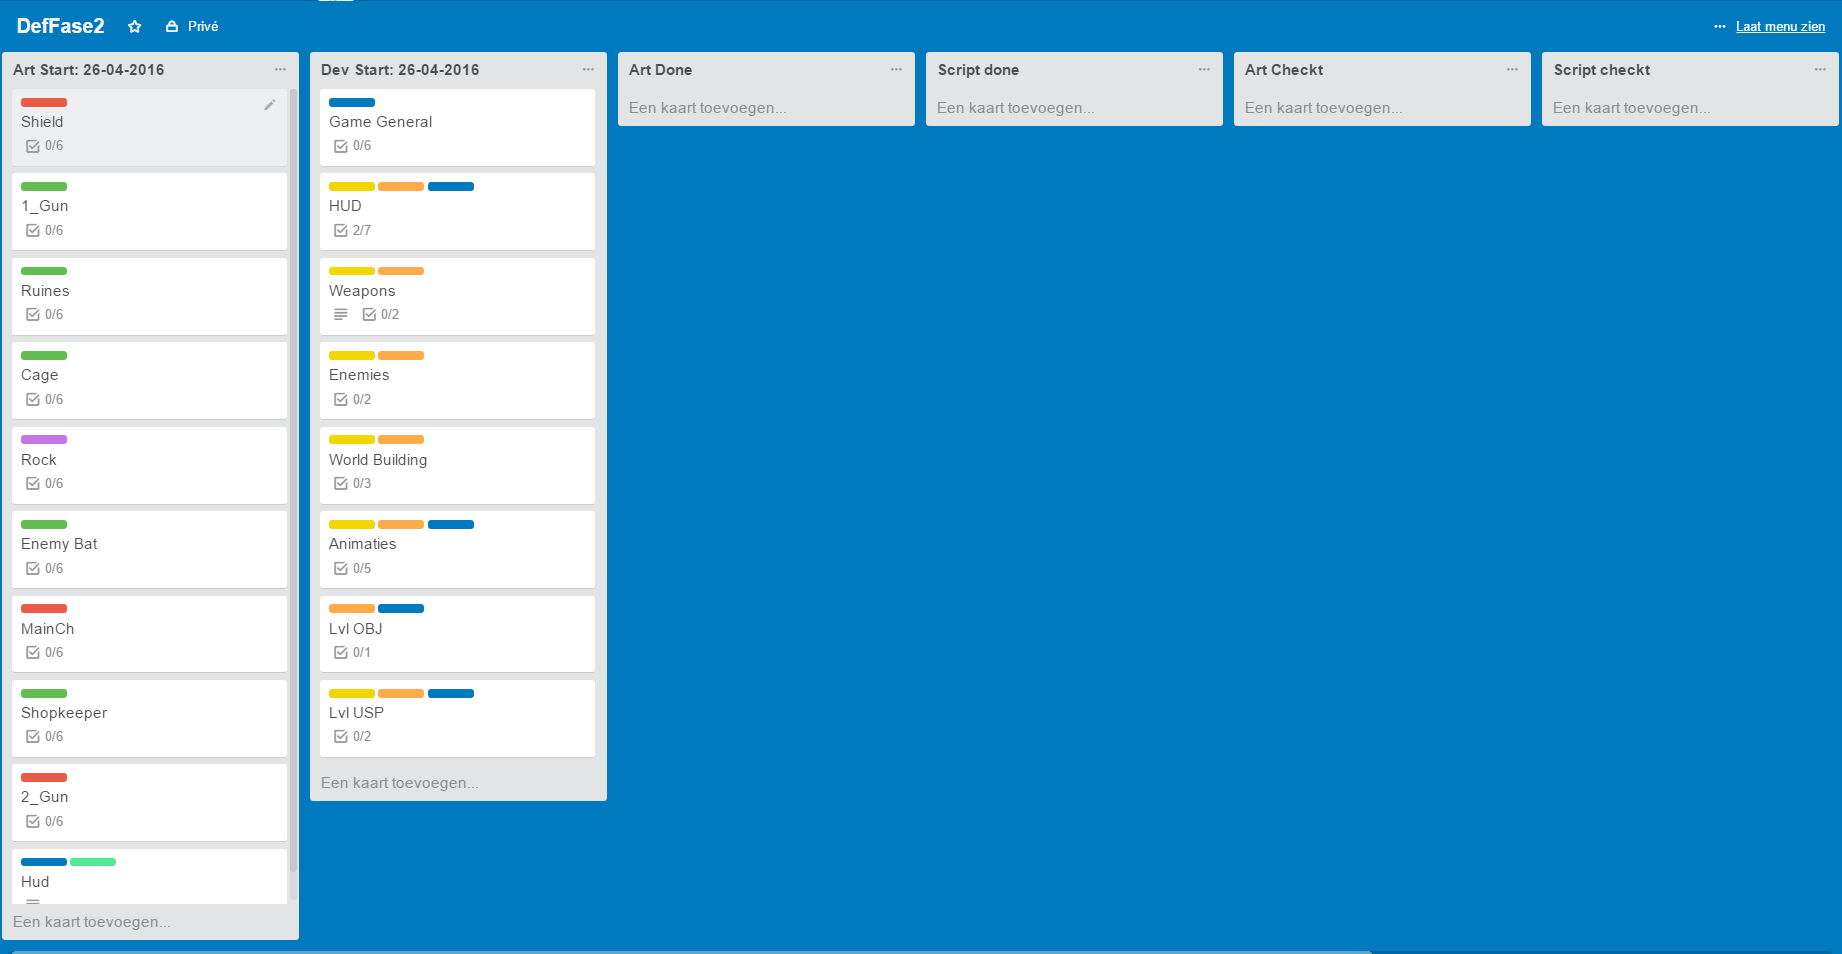 DefFase2
Privé
Laat menu zien
Art Start: 26-04-2016
Shield
0/6
1_Gun
0/6
Ruines
0/6
Cage
0/6
Rock
0/6
Enemy Bat
0/6
MainCh
0/6
Shopkeeper
0/6
2_Gun
0/6
Hud
Een kaart toevoegen...
Dev Start: 26-04-2016
Game General
0/6
HUD
2/7
Weapons
0/2
Enemies
0/2
World Building
0/3
Animaties
0/5
Lvl OBJ
0/1
Lvl USP
0/2
Een kaart toevoegen...
Art Done
Een kaart toevoegen...
Script done
Een kaart toevoegen...
Art Checkt
Een kaart toevoegen...
Script checkt
Een kaart toevoegen...